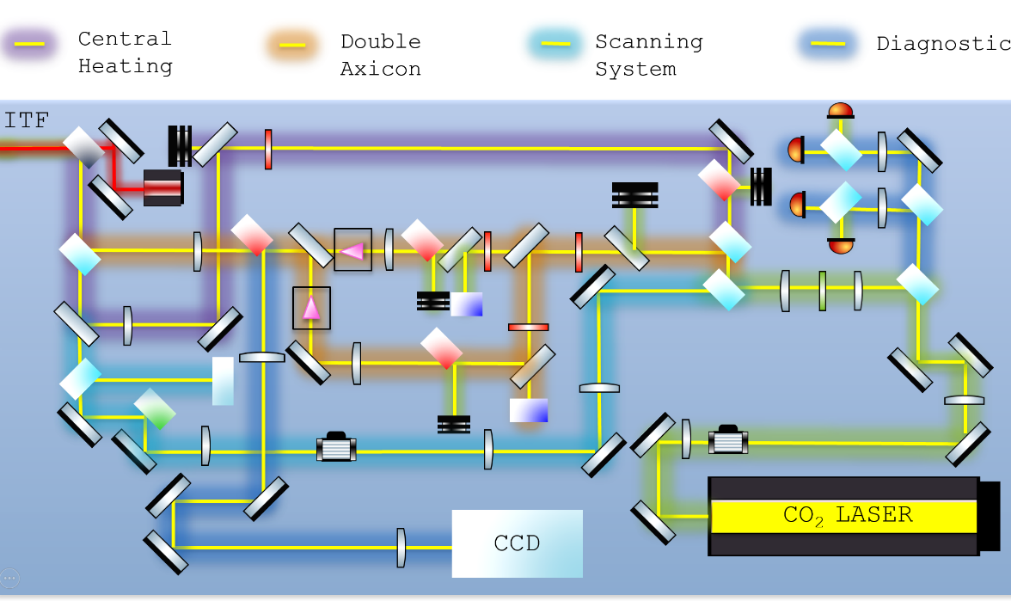 Central
Heating
Double
Axicon
Scanning
System
Diagnostic
ITF
CO₂ LASER
CCD